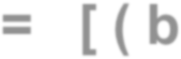 = [ ( b